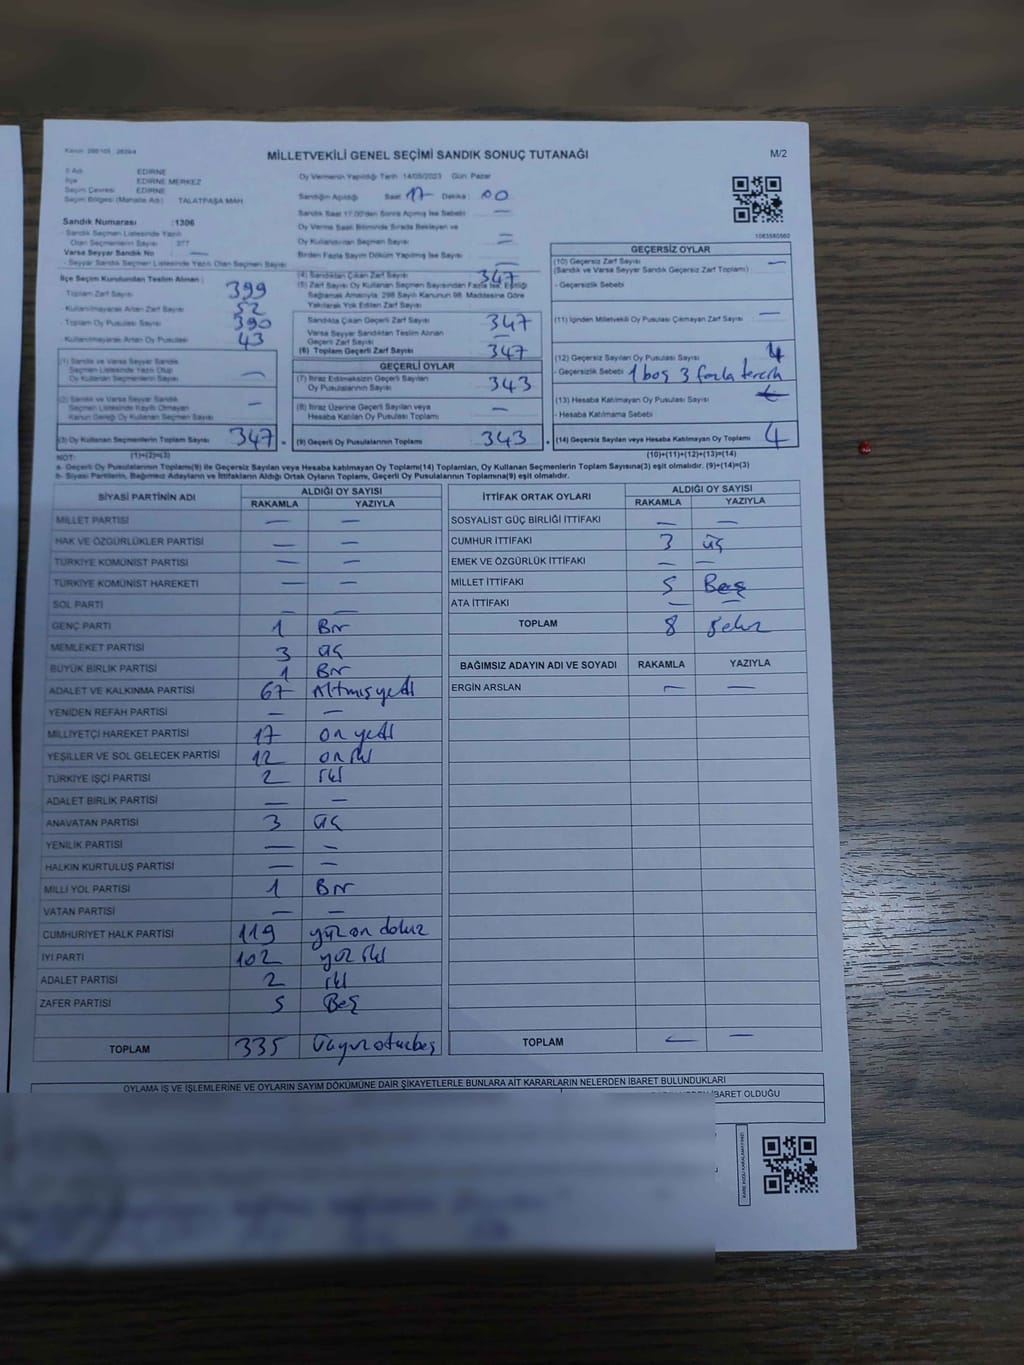 MİLLETVEKİLİ GENEL SEÇİMİ SANDIK SONUÇ TUTANAĞI
M/2
İl Adı EDİRNE
İlçe EDİRNE MERKEZ
Seçim Çevresi EDİRNE
Seçim Bölgesi (Mahalle Adı) TALATPAŞA MAH
Sandık Numarası :1306
Sandık Seçmen Listesinde Yazılı
Olan Seçmenlerin Sayısı : 377
Varsa Seyyar Sandık No —
Seyyar Sandık Seçmen Listesinde Yazılı Olan Seçmen Sayısı
İlçe Seçim Kurulundan Teslim Alınan :
Toplam Zarf Sayısı 399
Kullanılmayarak Artan Zarf Sayısı 52
Toplam Oy Pusulası Sayısı 390
Kullanılmayarak Artan Oy Pusulası 43
Oy Vermenin Yapıldığı Tarih :14/05/2023 Gün :Pazar
Sandığın Açıldığı Saat: 17 Dakika: 00
Sandık Saat 17.00'den Sonra Açılmış İse Sebebi —
Oy Verme Saati Bitiminde Sırada Bekleyen ve
Oy Kullandırılan Seçmen Sayısı —
Birden Fazla Sayım Döküm Yapılmış İse Sayısı —
(4) Sandıktan Çıkan Zarf Sayısı 347
(5) Zarf Sayısı Oy Kullanan Seçmen Sayısından Fazla İse, Eşitliği
Sağlamak Amacıyla, 298 Sayılı Kanunun 98. Maddesine Göre
Yakılarak Yok Edilen Zarf Sayısı
Sandıkta Çıkan Geçerli Zarf Sayısı 347
Varsa Seyyar Sandıktan Teslim Alınan
Geçerli Zarf Sayısı —
(6) Toplam Geçerli Zarf Sayısı 347
(1) Sandık ve Varsa Seyyar Sandık
Seçmen Listesinde Yazılı Olup
Oy Kullanan Seçmenlerin Sayısı —
(2) Sandık ve Varsa Seyyar Sandık
Seçmen Listesinde Kayıtlı Olmayan
Kanun Gereği Oy Kullanan Seçmen Sayısı —
(3) Oy Kullanan Seçmenlerin Toplam Sayısı 347
(1)+(2)=(3)
GEÇERLİ OYLAR
(7) İtiraz Edilmeksizin Geçerli Sayılan
Oy Pusulalarının Sayısı 343
(8) İtiraz Üzerine Geçerli Sayılan veya
Hesaba Katılan Oy Pusulası Toplamı —
(9) Geçerli Oy Pusulalarının Toplamı 343
1063580560
GEÇERSİZ OYLAR
(10) Geçersiz Zarf Sayısı —
(Sandık ve Varsa Seyyar Sandık Geçersiz Zarf Toplamı)
- Geçersizlik Sebebi
(11) İçinden Milletvekili Oy Pusulası Çıkmayan Zarf Sayısı —
(12) Geçersiz Sayılan Oy Pusulası Sayısı 4
- Geçersizlik Sebebi 1 boş 3 fazla tercih
(13) Hesaba Katılmayan Oy Pusulası Sayısı
- Hesaba Katılmama Sebebi
(14) Geçersiz Sayılan veya Hesaba Katılmayan Oy Toplamı 4
(10)+(11)+(12)+(13)=(14)
NOT:
a- Geçerli Oy Pusulalarının Toplamı(9) ile Geçersiz Sayılan veya Hesaba katılmayan Oy Toplamı(14) Toplamları, Oy Kullanan Seçmenlerin Toplam Sayısına(3) eşit olmalıdır. (9)+(14)=(3)
b- Siyasi Partilerin, Bağımsız Adayların ve İttifakların Aldığı Ortak Oyların Toplamı, Geçerli Oy Pusulalarının Toplamına(9) eşit olmalıdır.
SİYASİ PARTİNİN ADI ALDIĞI OY SAYISI
RAKAMLA YAZIYLA
MİLLET PARTİSİ — —
HAK VE ÖZGÜRLÜKLER PARTİSİ — —
TÜRKİYE KOMÜNİST PARTİSİ — —
TÜRKİYE KOMÜNİST HAREKETİ — —
SOL PARTİ — —
GENÇ PARTİ 1 Bir
MEMLEKET PARTİSİ 3 üç
BÜYÜK BİRLİK PARTİSİ 1 Bir
ADALET VE KALKINMA PARTİSİ 67 Altmışyedi
YENİDEN REFAH PARTİSİ — —
MİLLİYETÇİ HAREKET PARTİSİ 17 on yedi
YEŞİLLER VE SOL GELECEK PARTİSİ 12 on iki
TÜRKİYE İŞÇİ PARTİSİ 2 iki
ADALET BİRLİK PARTİSİ — —
ANAVATAN PARTİSİ 3 üç
YENİLİK PARTİSİ — —
HALKIN KURTULUŞ PARTİSİ — —
MİLLİ YOL PARTİSİ 1 Bir
VATAN PARTİSİ — —
CUMHURİYET HALK PARTİSİ 119 yüz on dokuz
İYİ PARTİ 102 yüz iki
ADALET PARTİSİ 2 iki
ZAFER PARTİSİ 5 Beş
TOPLAM 335 üçyüzotuzbeş
İTTİFAK ORTAK OYLARI ALDIĞI OY SAYISI
RAKAMLA YAZIYLA
SOSYALİST GÜÇ BİRLİĞİ İTTİFAKI — —
CUMHUR İTTİFAKI 3 üç
EMEK VE ÖZGÜRLÜK İTTİFAKI — —
MİLLET İTTİFAKI 5 Beş
ATA İTTİFAKI — —
TOPLAM 8 sekiz
BAĞIMSIZ ADAYIN ADI VE SOYADI RAKAMLA YAZIYLA
ERGİN ARSLAN — —
TOPLAM — —
OYLAMA İŞ VE İŞLEMLERİNE VE OYLARIN SAYIM DÖKÜMÜNE DAİR ŞİKAYETLERLE BUNLARA AİT KARARLARIN NELERDEN İBARET BULUNDUKLARI
İBARET OLDUĞU